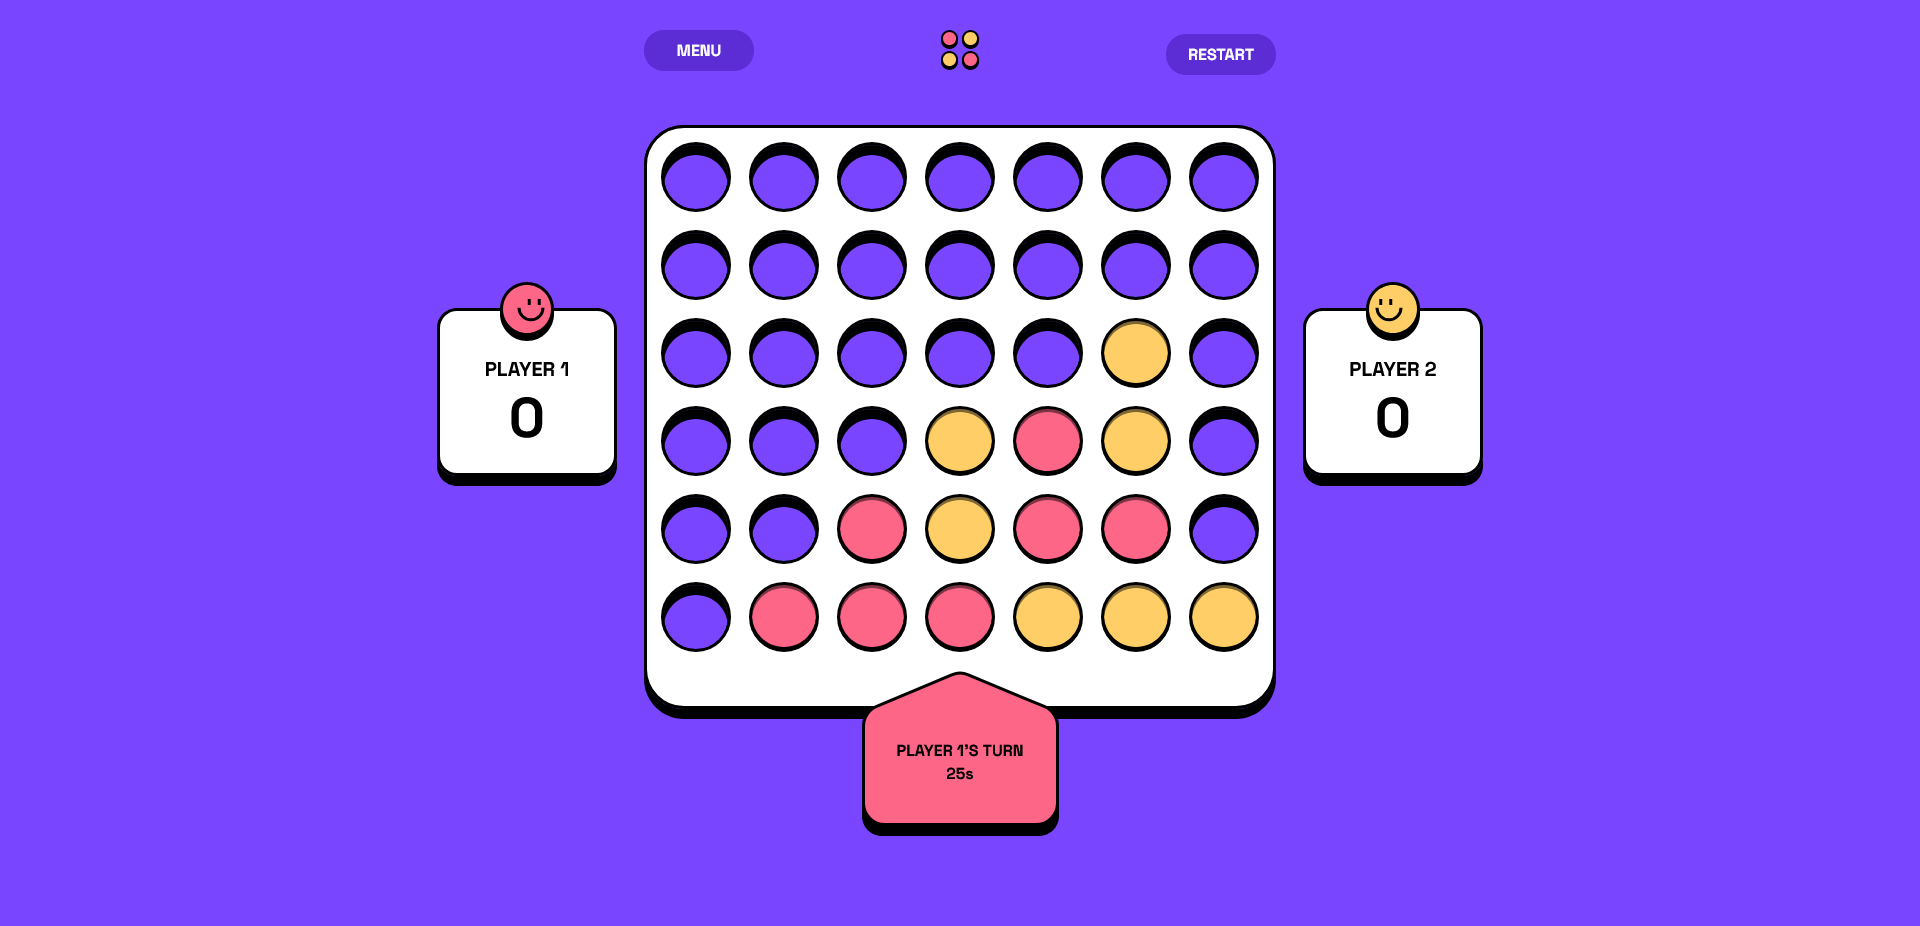 MENU
RESTART
PLAYER 1
0
PLAYER 2
0
PLAYER 1'S TURN
25s